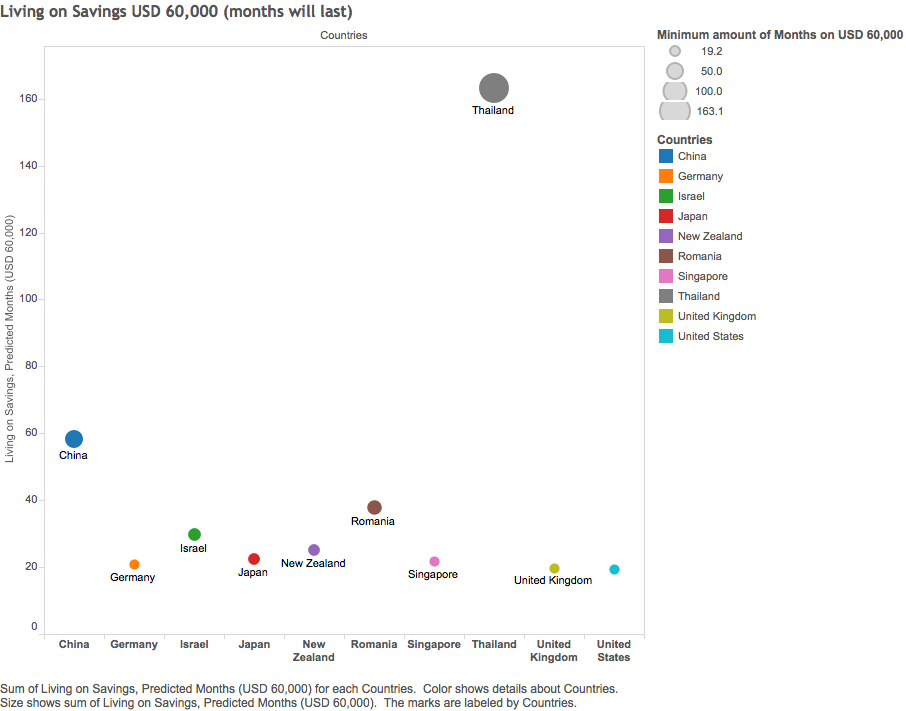 Living on Savings USD 60,000 (months will last)
Countries
Living on Savings, Predicted Months (USD 60,000)
160
140
120
100
80
60
40
20
0
Thailand
China
Romania
Israel
New Zealand
Japan
Singapore
Germany
United Kingdom
China
Germany
Israel
Japan
New
Zealand
Romania
Singapore
Thailand
United
Kingdom
United
States
Minimum amount of Months on USD 60,000
19.2
50.0
100.0
163.1
Countries
China
Germany
Israel
Japan
New Zealand
Romania
Singapore
Thailand
United Kingdom
United States
Sum of Living on Savings, Predicted Months (USD 60,000) for each Countries. Color shows details about Countries.
Size shows sum of Living on Savings, Predicted Months (USD 60,000). The marks are labeled by Countries.